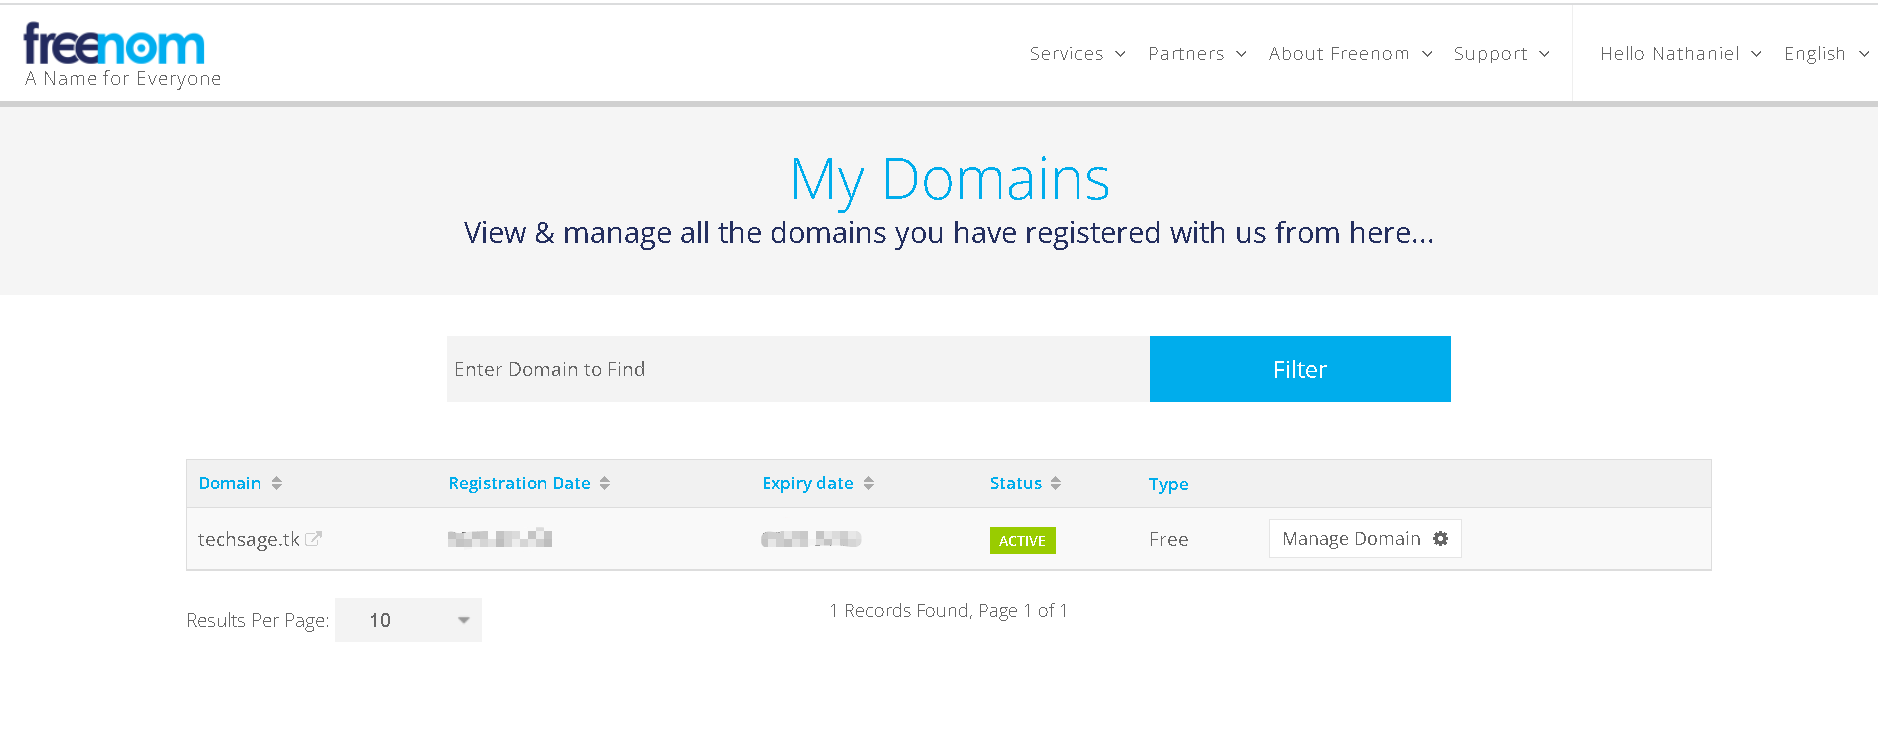 freenom
A Name for Everyone
Services Partners About Freenom Support Hello Nathaniel English
My Domains
View & manage all the domains you have registered with us from here...
Enter Domain to Find Filter
Domain Registration Date Expiry date Status Type
techsage.tk ACTIVE Free Manage Domain
Results Per Page: 10 1 Records Found, Page 1 of 1